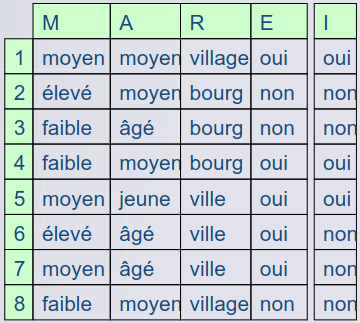 M A R E I
1 moyen moyen village oui oui
2 élevé moyen bourg non non
3 faible âgé bourg non non
4 faible moyen bourg oui oui
5 moyen jeune ville oui oui
6 élevé âgé ville oui non
7 moyen âgé ville oui non
8 faible moyen village non non